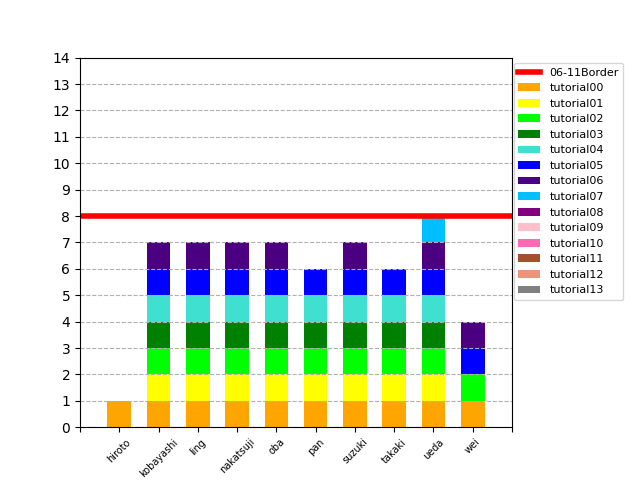 14
13
12
11
10
9
8
7
6
5
4
3
2
1
0
hiroto
kobayashi
ling
nakatsuji
oba
pan
suzuki
takaki
ueda
wei
06-11Border
tutorial00
tutorial01
tutorial02
tutorial03
tutorial04
tutorial05
tutorial06
tutorial07
tutorial08
tutorial09
tutorial10
tutorial11
tutorial12
tutorial13